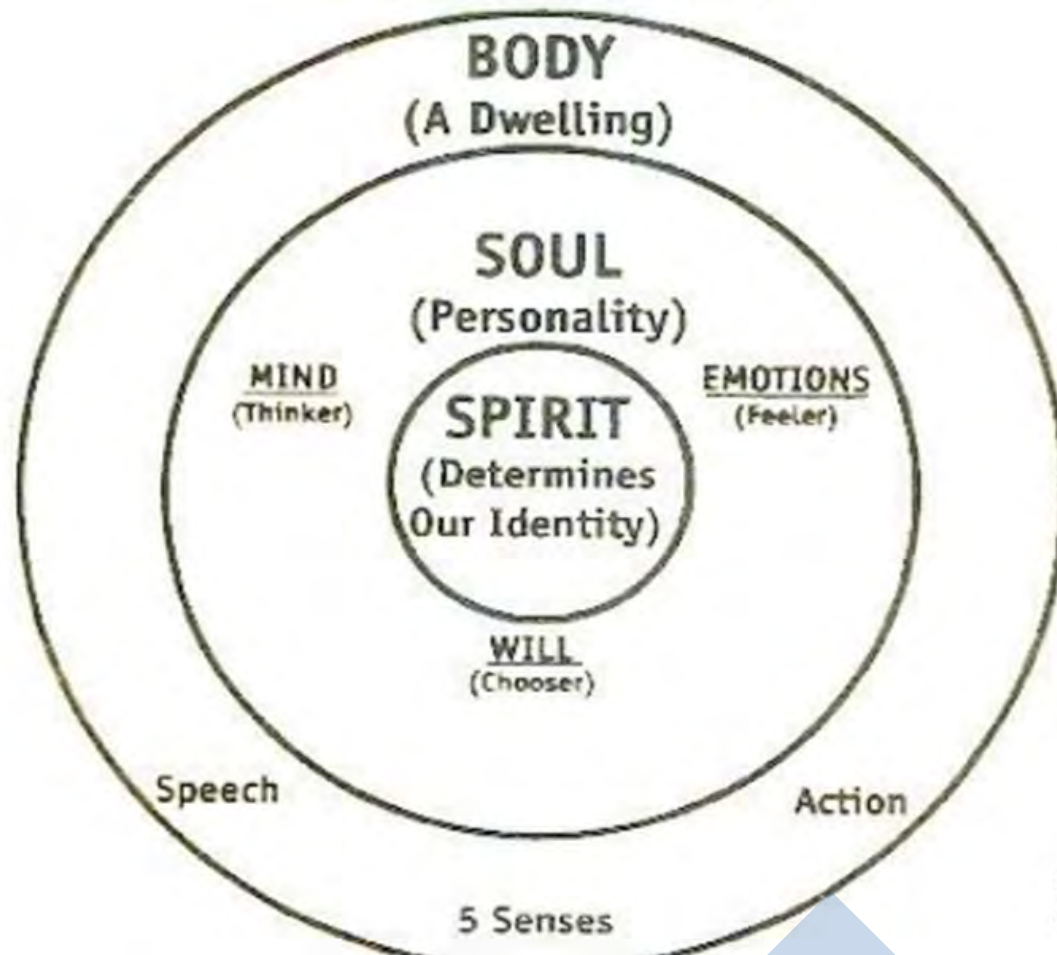 BODY
(A Dwelling)
SOUL
(Personality)
MIND
(Thinker)
EMOTIONS
(Feeler)
SPIRIT
(Determines
Our Identity)
WILL
(Chooser)
Speech
Action
5 Senses